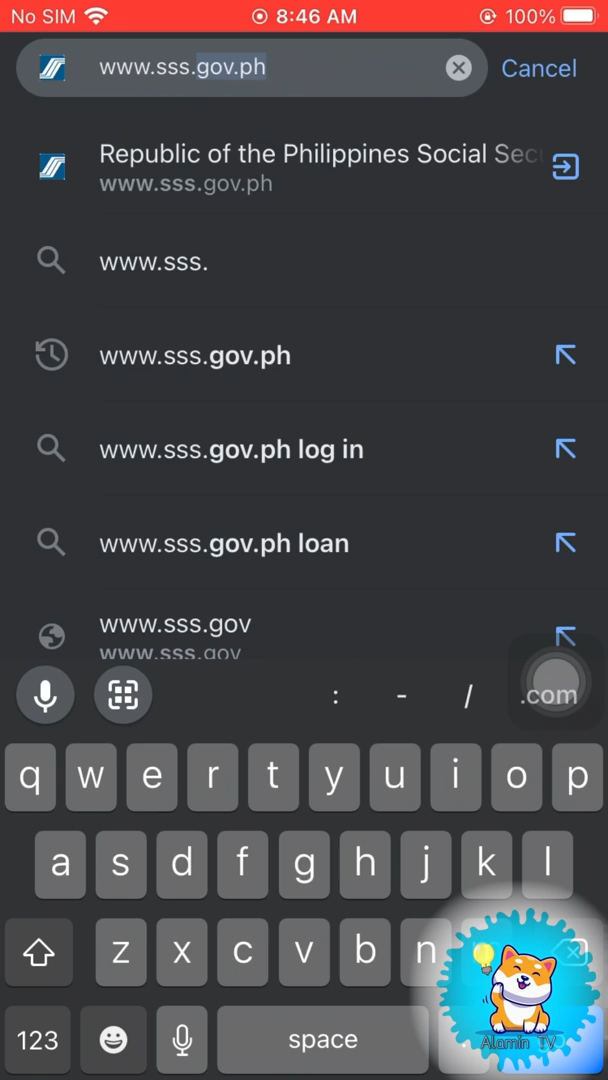 No SIM 8:46 AM 100%
www.sss.gov.ph Cancel
Republic of the Philippines Social Sec
www.sss.gov.ph
www.sss.
www.sss.gov.ph
www.sss.gov.ph log in
www.sss.gov.ph loan
www.sss.gov
www.sss.gov
: - / .com
q w e r t y u i o p
a s d f g h j k l
z x c v b n
123 space
Alamin TV